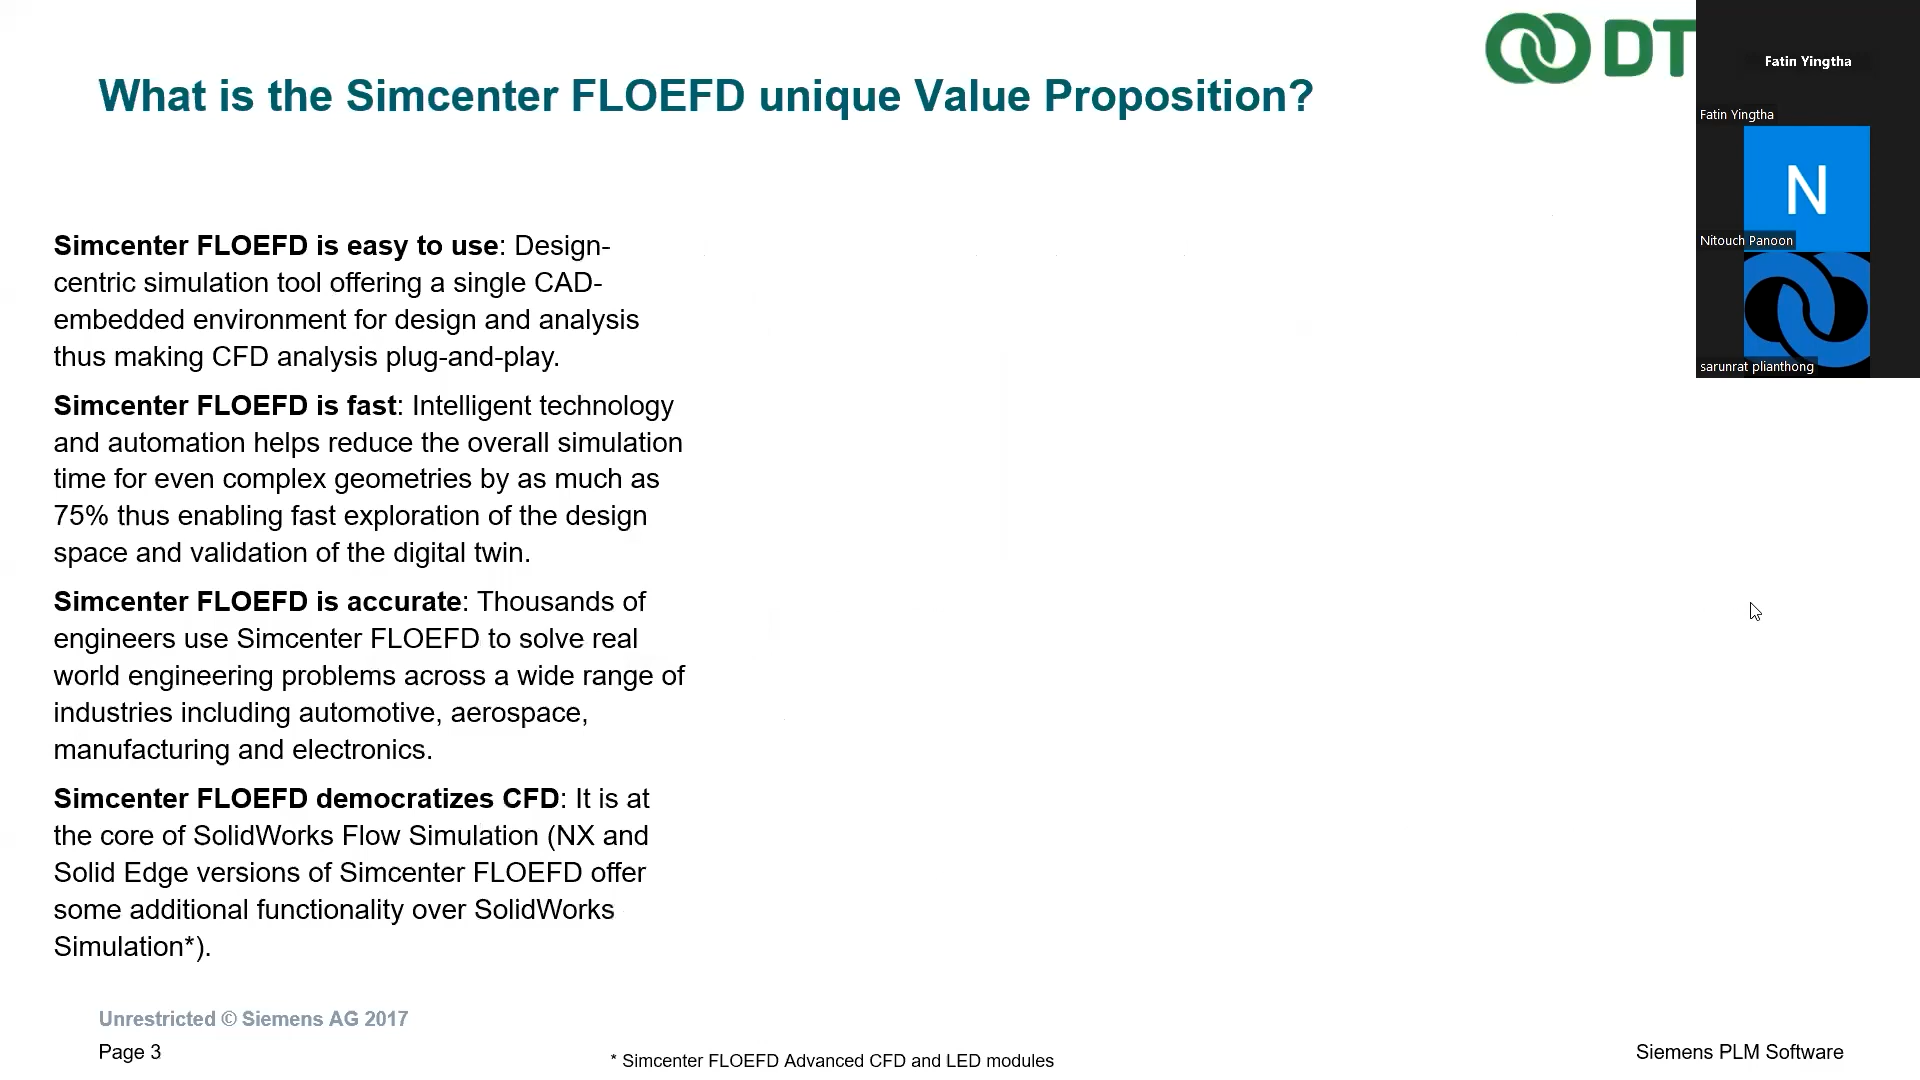 DT
What is the Simcenter FLOEFD unique Value Proposition?
Fatin Yingtha
Fatin Yingtha
N
Nitouch Panoon
sarunrat plianthong
Simcenter FLOEFD is easy to use: Design-
centric simulation tool offering a single CAD-
embedded environment for design and analysis
thus making CFD analysis plug-and-play.
Simcenter FLOEFD is fast: Intelligent technology
and automation helps reduce the overall simulation
time for even complex geometries by as much as
75% thus enabling fast exploration of the design
space and validation of the digital twin.
Simcenter FLOEFD is accurate: Thousands of
engineers use Simcenter FLOEFD to solve real
world engineering problems across a wide range of
industries including automotive, aerospace,
manufacturing and electronics.
Simcenter FLOEFD democratizes CFD: It is at
the core of SolidWorks Flow Simulation (NX and
Solid Edge versions of Simcenter FLOEFD offer
some additional functionality over SolidWorks
Simulation*).
Unrestricted © Siemens AG 2017
Page 3
* Simcenter FLOEFD Advanced CFD and LED modules
Siemens PLM Software